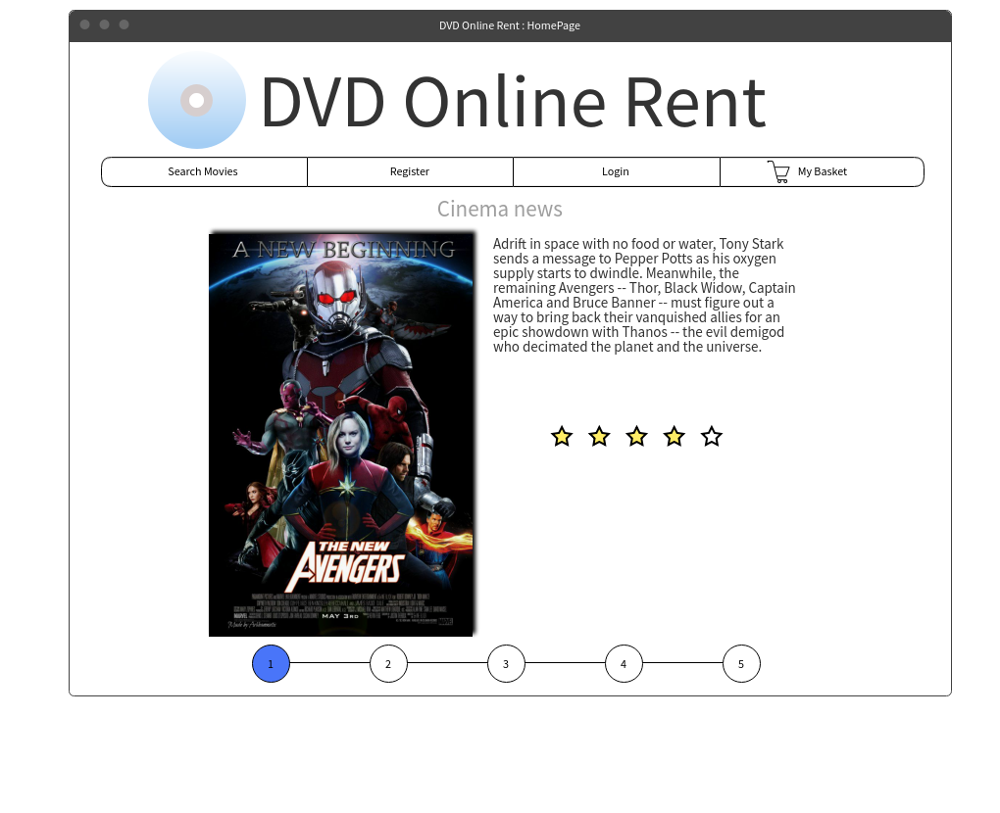 DVD Online Rent : HomePage
DVD Online Rent
Search Movies
Register
Login
My Basket
Cinema news
A NEW BEGINNING
THE NEW
AVENGERS
MAY 3RD
Adrift in space with no food or water, Tony Stark
sends a message to Pepper Potts as his oxygen
supply starts to dwindle. Meanwhile, the
remaining Avengers -- Thor, Black Widow, Captain
America and Bruce Banner -- must figure out a
way to bring back their vanquished allies for an
epic showdown with Thanos -- the evil demigod
who decimated the planet and the universe.
1
2
3
4
5